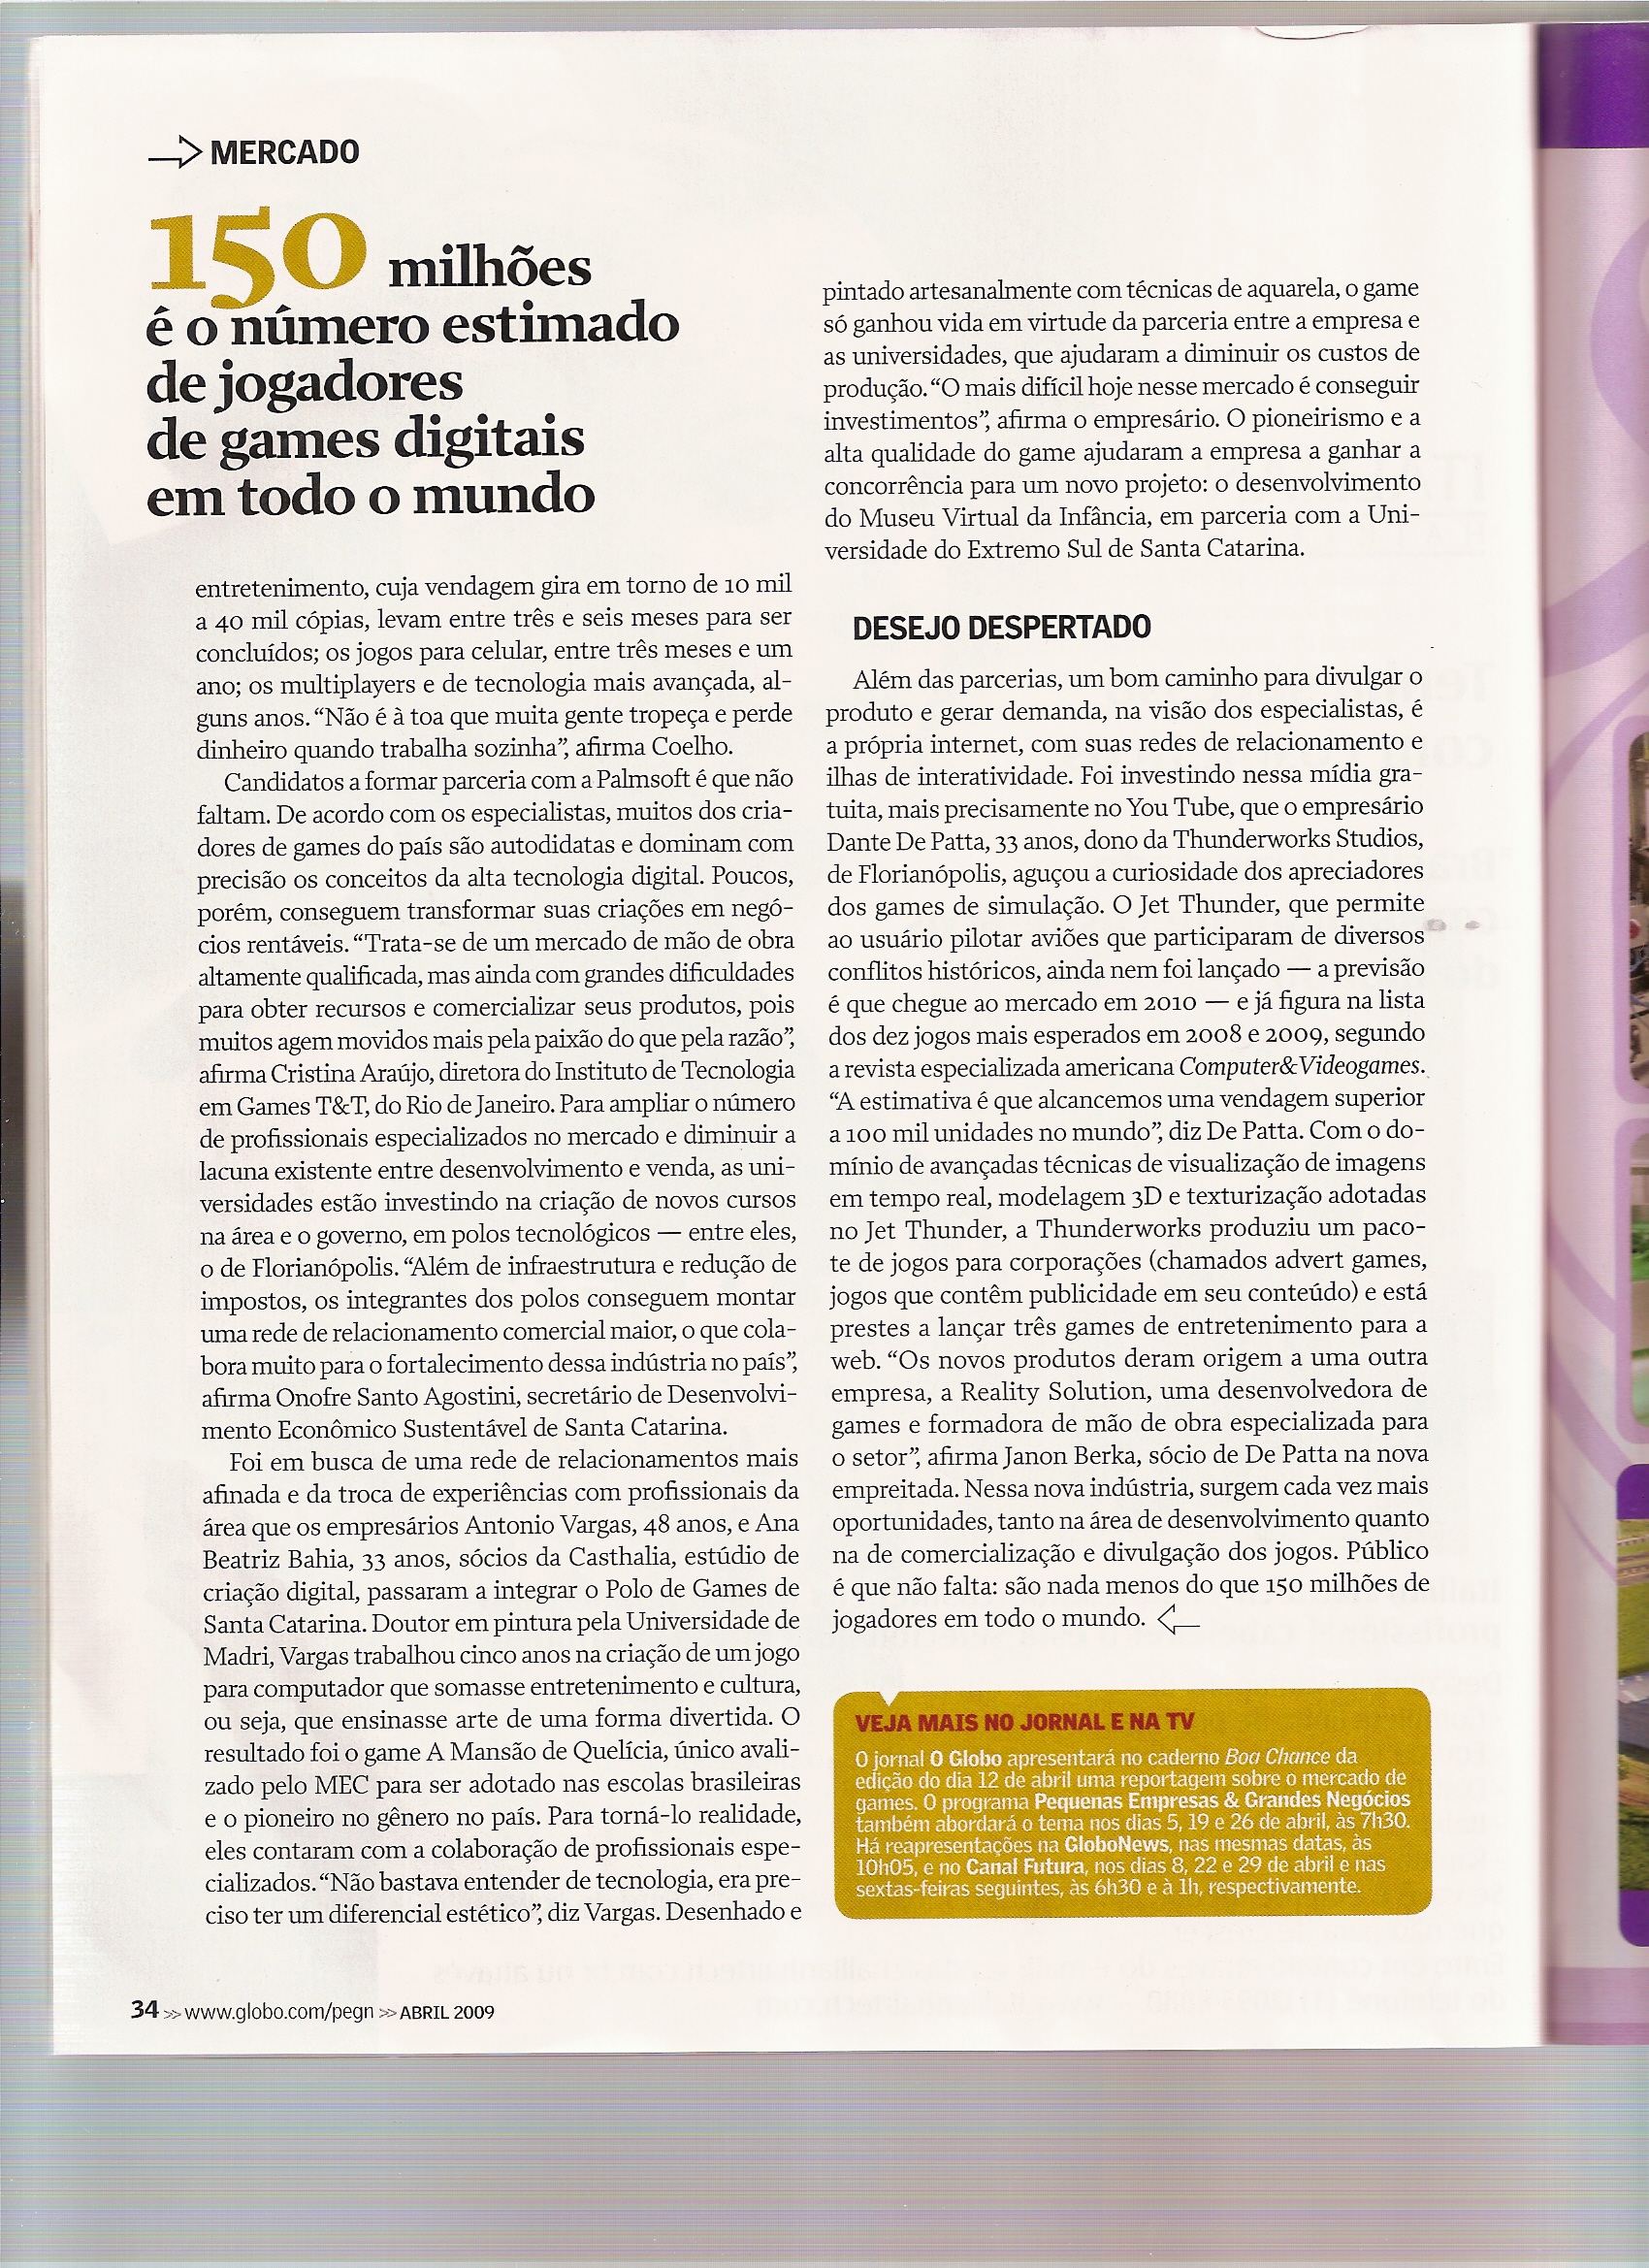 MERCADO
150 milhões
é o número estimado
de jogadores
de games digitais
em todo o mundo
entretenimento, cuja vendagem gira em torno de 10 mil
a 40 mil cópias, levam entre três e seis meses para ser
concluídos; os jogos para celular, entre três meses e um
ano; os multiplayers e de tecnologia mais avançada, al-
guns anos. “Não é à toa que muita gente tropeça e perde
dinheiro quando trabalha sozinha”, afirma Coelho.
Candidatos a formar parceria com a Palmsoft é que não
faltam. De acordo com os especialistas, muitos dos cria-
dores de games do país são autodidatas e dominam com
precisão os conceitos da alta tecnologia digital. Poucos,
porém, conseguem transformar suas criações em negó-
cios rentáveis. “Trata-se de um mercado de mão de obra
altamente qualificada, mas ainda com grandes dificuldades
para obter recursos e comercializar seus produtos, pois
muitos agem movidos mais pela paixão do que pela razão”,
afirma Cristina Araújo, diretora do Instituto de Tecnologia
em Games T&T, do Rio de Janeiro. Para ampliar o número
de profissionais especializados no mercado e diminuir a
lacuna existente entre desenvolvimento e venda, as uni-
versidades estão investindo na criação de novos cursos
na área e o governo, em polos tecnológicos — entre eles,
o de Florianópolis. “Além de infraestrutura e redução de
impostos, os integrantes dos polos conseguem montar
uma rede de relacionamento comercial maior, o que cola-
bora muito para o fortalecimento dessa indústria no país”,
afirma Onofre Santo Agostini, secretário de Desenvolvi-
mento Econômico Sustentável de Santa Catarina.
Foi em busca de uma rede de relacionamentos mais
afinada e da troca de experiências com profissionais da
área que os empresários Antonio Vargas, 48 anos, e Ana
Beatriz Bahia, 33 anos, sócios da Casthalia, estúdio de
criação digital, passaram a integrar o Polo de Games de
Santa Catarina. Doutor em pintura pela Universidade de
Madri, Vargas trabalhou cinco anos na criação de um jogo
para computador que somasse entretenimento e cultura,
ou seja, que ensinasse arte de uma forma divertida. O
resultado foi o game A Mansão de Quelícia, único avali-
zado pelo MEC para ser adotado nas escolas brasileiras
e o pioneiro no gênero no país. Para torná-lo realidade,
eles contaram com a colaboração de profissionais espe-
cializados. “Não bastava entender de tecnologia, era pre-
ciso ter um diferencial estético”, diz Vargas. Desenhado e
pintado artesanalmente com técnicas de aquarela, o game
só ganhou vida em virtude da parceria entre a empresa e
as universidades, que ajudaram a diminuir os custos de
produção. “O mais difícil hoje nesse mercado é conseguir
investimentos”, afirma o empresário. O pioneirismo e a
alta qualidade do game ajudaram a empresa a ganhar a
concorrência para um novo projeto: o desenvolvimento
do Museu Virtual da Infância, em parceria com a Uni-
versidade do Extremo Sul de Santa Catarina.
DESEJO DESPERTADO
Além das parcerias, um bom caminho para divulgar o
produto e gerar demanda, na visão dos especialistas, é
a própria internet, com suas redes de relacionamento e
ilhas de interatividade. Foi investindo nessa mídia gra-
tuita, mais precisamente no You Tube, que o empresário
Dante De Patta, 33 anos, dono da Thunderworks Studios,
de Florianópolis, aguçou a curiosidade dos apreciadores
dos games de simulação. O Jet Thunder, que permite
ao usuário pilotar aviões que participaram de diversos
conflitos históricos, ainda nem foi lançado — a previsão
é que chegue ao mercado em 2010 — e já figura na lista
dos dez jogos mais esperados em 2008 e 2009, segundo
a revista especializada americana Computer&Videogames.
“A estimativa é que alcancemos uma vendagem superior
a 100 mil unidades no mundo”, diz De Patta. Com o do-
mínio de avançadas técnicas de visualização de imagens
em tempo real, modelagem 3D e texturização adotadas
no Jet Thunder, a Thunderworks produziu um paco-
te de jogos para corporações (chamados advert games,
jogos que contêm publicidade em seu conteúdo) e está
prestes a lançar três games de entretenimento para a
web. “Os novos produtos deram origem a uma outra
empresa, a Reality Solution, uma desenvolvedora de
games e formadora de mão de obra especializada para
o setor”, afirma Janon Berka, sócio de De Patta na nova
empreitada. Nessa nova indústria, surgem cada vez mais
oportunidades, tanto na área de desenvolvimento quanto
na de comercialização e divulgação dos jogos. Público
é que não falta: são nada menos do que 150 milhões de
jogadores em todo o mundo.
VEJA MAIS NO JORNAL E NA TV
O jornal O Globo apresentará no caderno Boa Chance da
edição do dia 12 de abril uma reportagem sobre o mercado de
games. O programa Pequenas Empresas & Grandes Negócios
também abordará o tema nos dias 5, 19 e 26 de abril, às 7h30.
Há reapresentações na GloboNews, nas mesmas datas, às
10h05, e no Canal Futura, nos dias 8, 22 e 29 de abril e nas
sextas-feiras seguintes, às 6h30 e à 1h, respectivamente.
34 >> www.globo.com/pegn >> ABRIL 2009